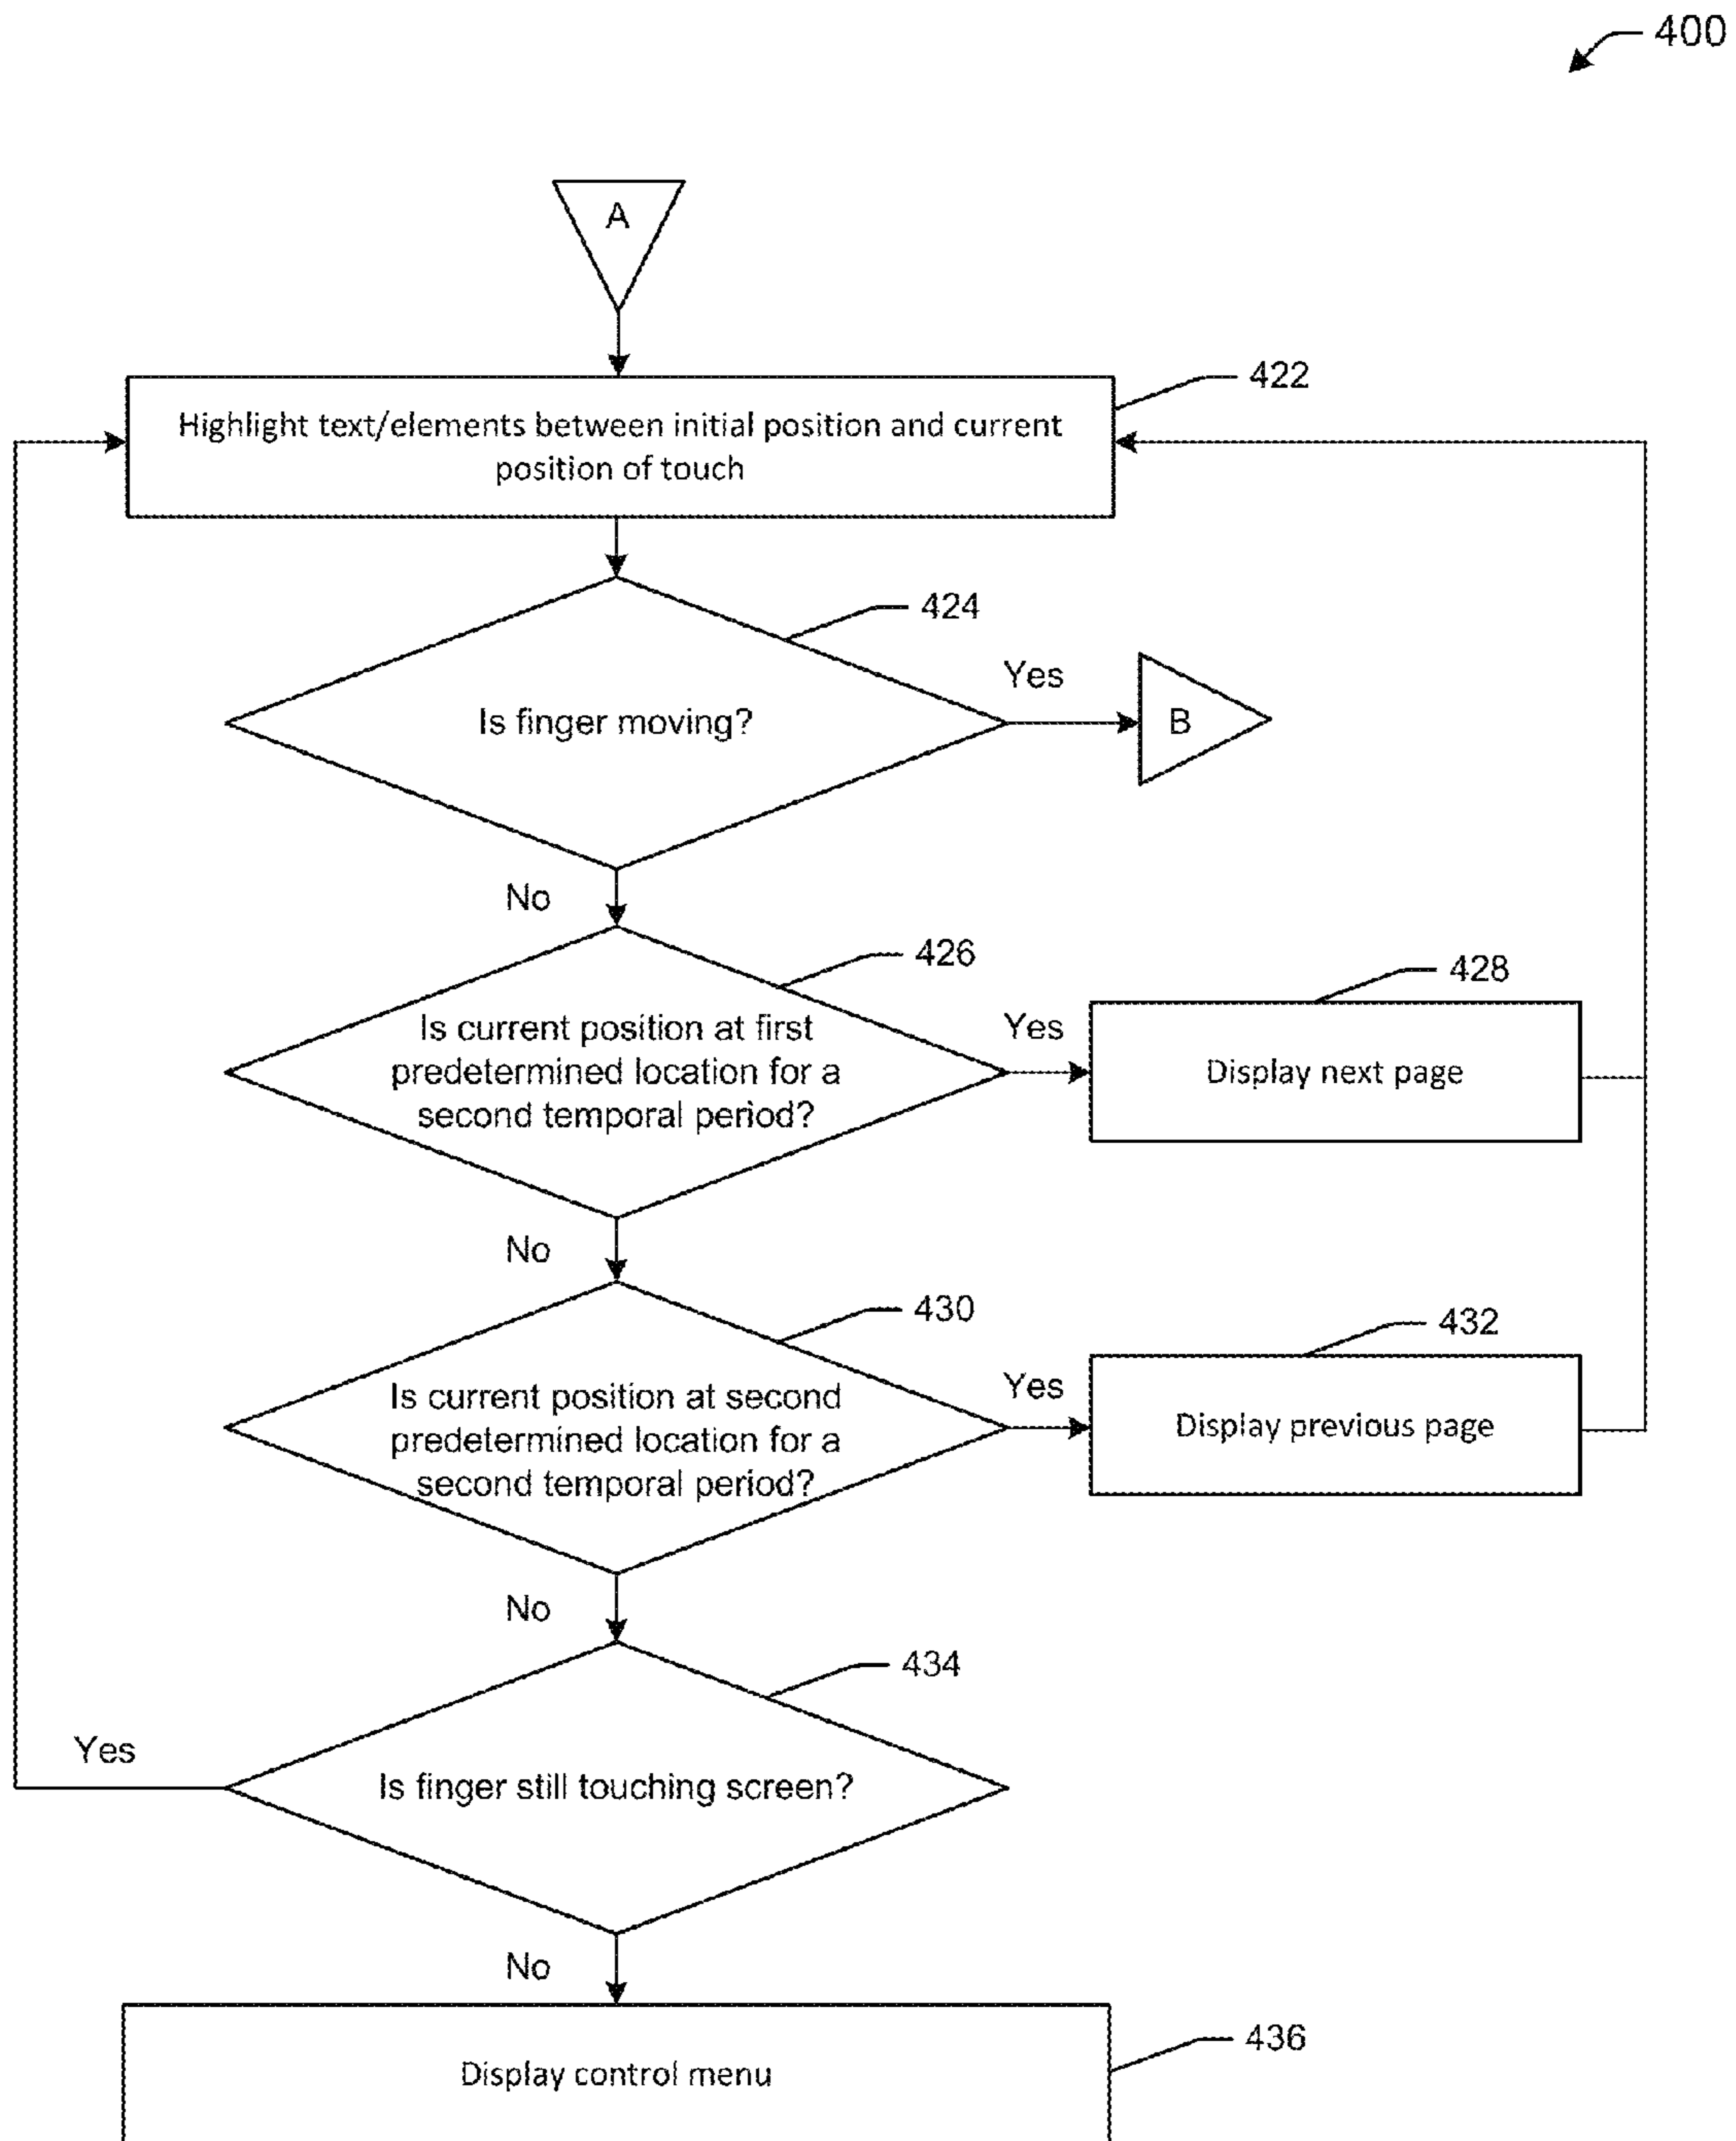 400
A
422
Highlight text/elements between initial position and current
position of touch
424
Yes
Is finger moving?
B
No
426
428
Is current position at first
predetermined location for a
second temporal period?
Yes
Display next page
No
430
432
Is current position at second
predetermined location for a
second temporal period?
Yes
Display previous page
No
434
Yes
Is finger still touching screen?
No
436
Display control menu